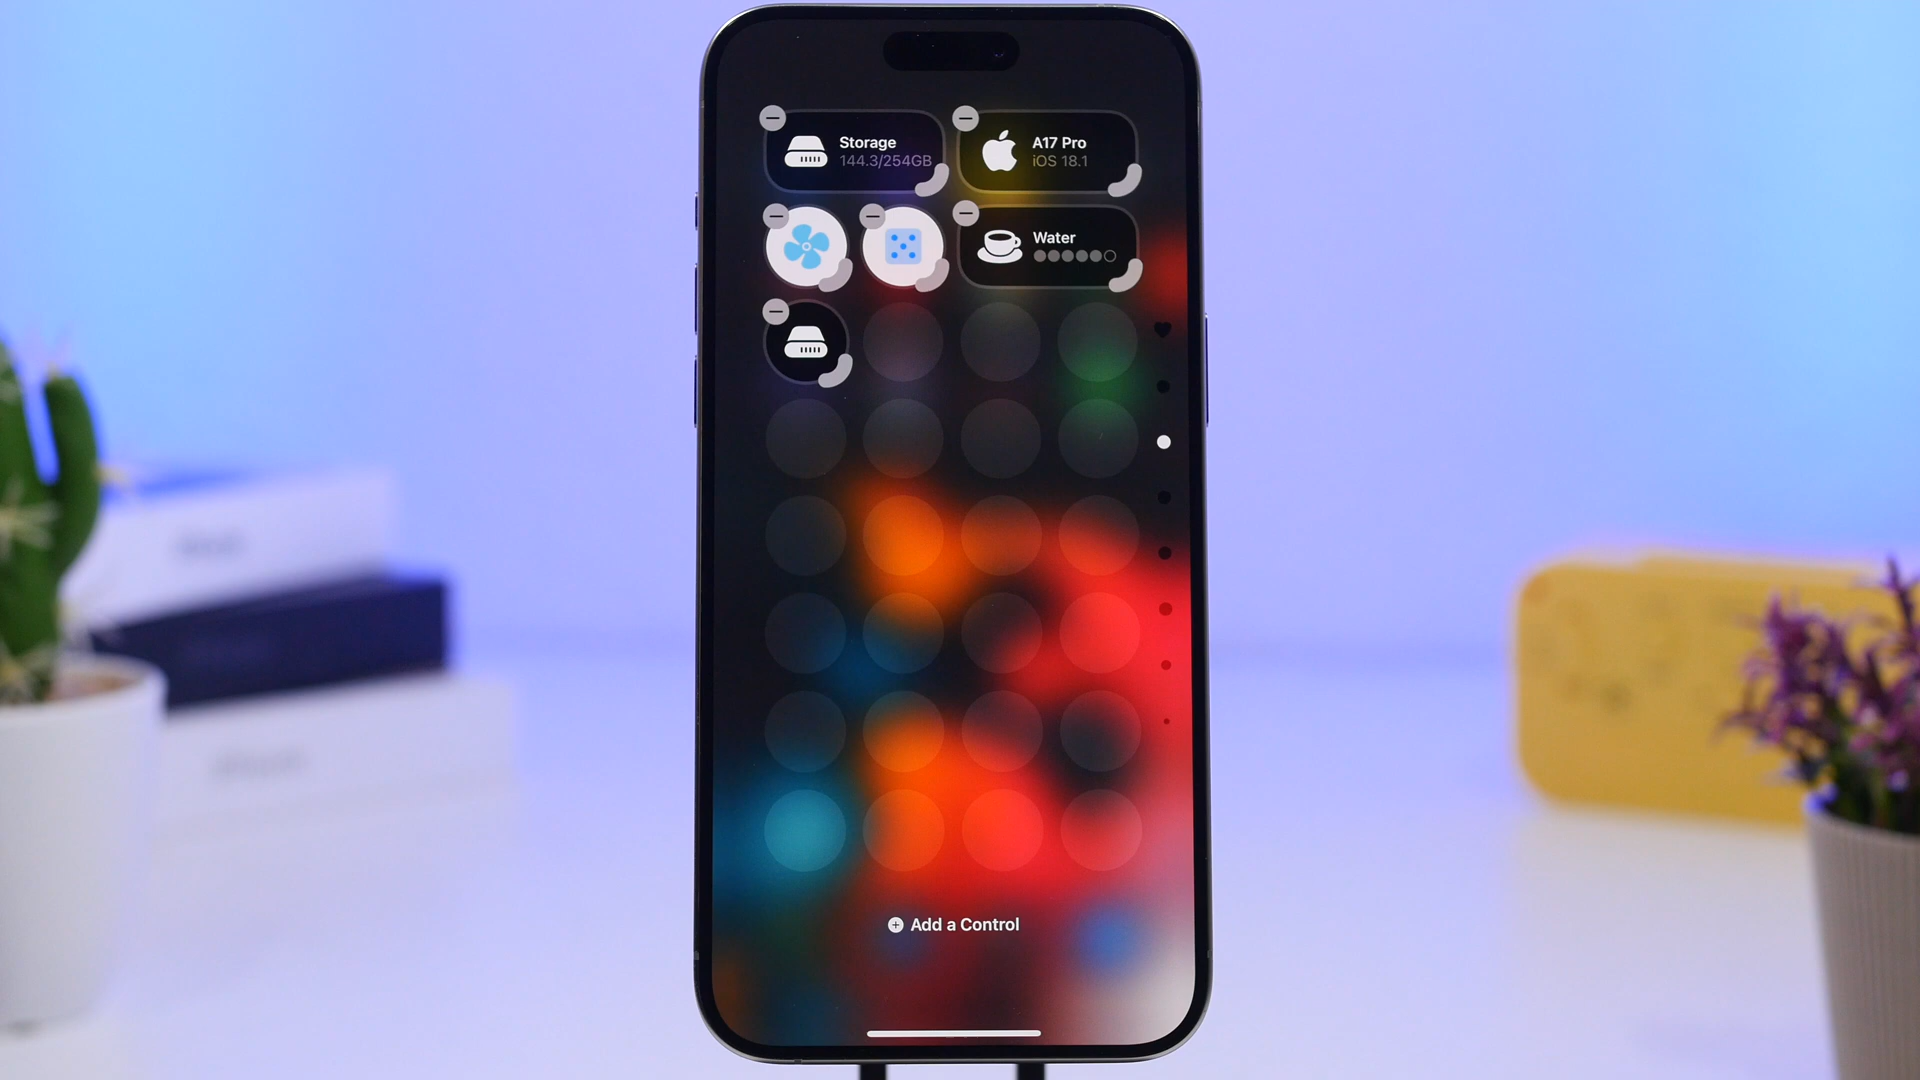 Storage
144.3/254GB
A17 Pro
iOS 18.1
Water
Add a Control